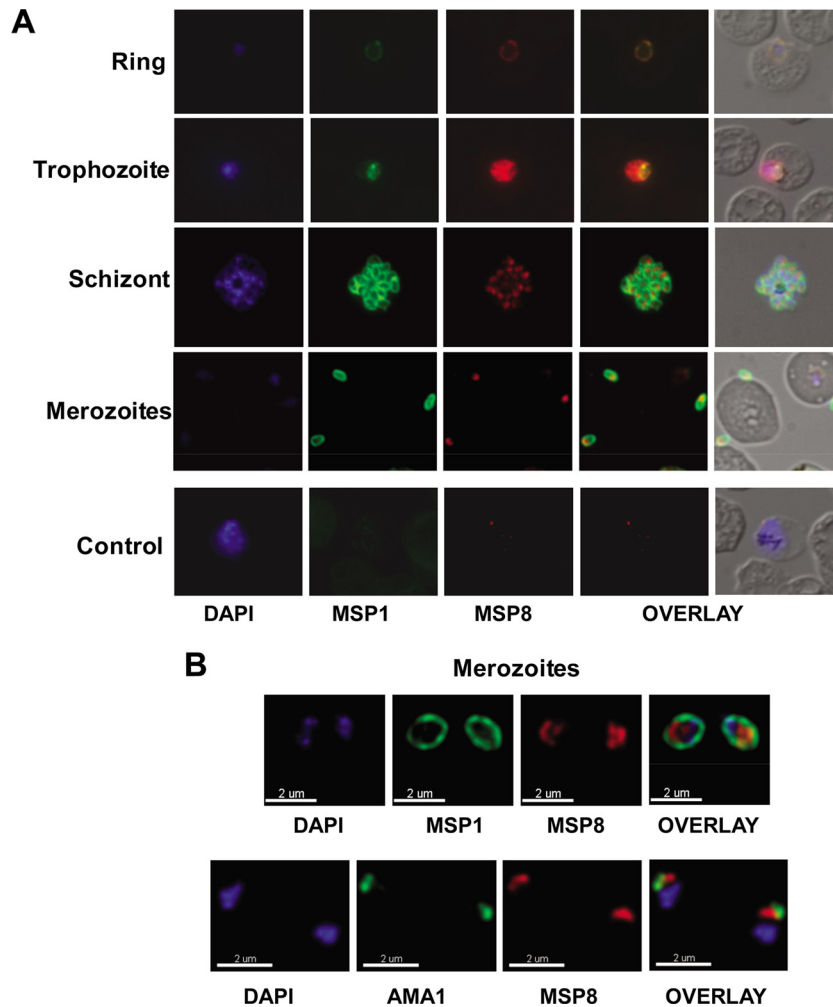 A
Ring
Trophozoite
Schizont
Merozoites
Control
DAPI MSP1 MSP8 OVERLAY
B
Merozoites
2 um 2 um 2 um 2 um
DAPI MSP1 MSP8 OVERLAY
2 um 2 um 2 um 2 um
DAPI AMA1 MSP8 OVERLAY